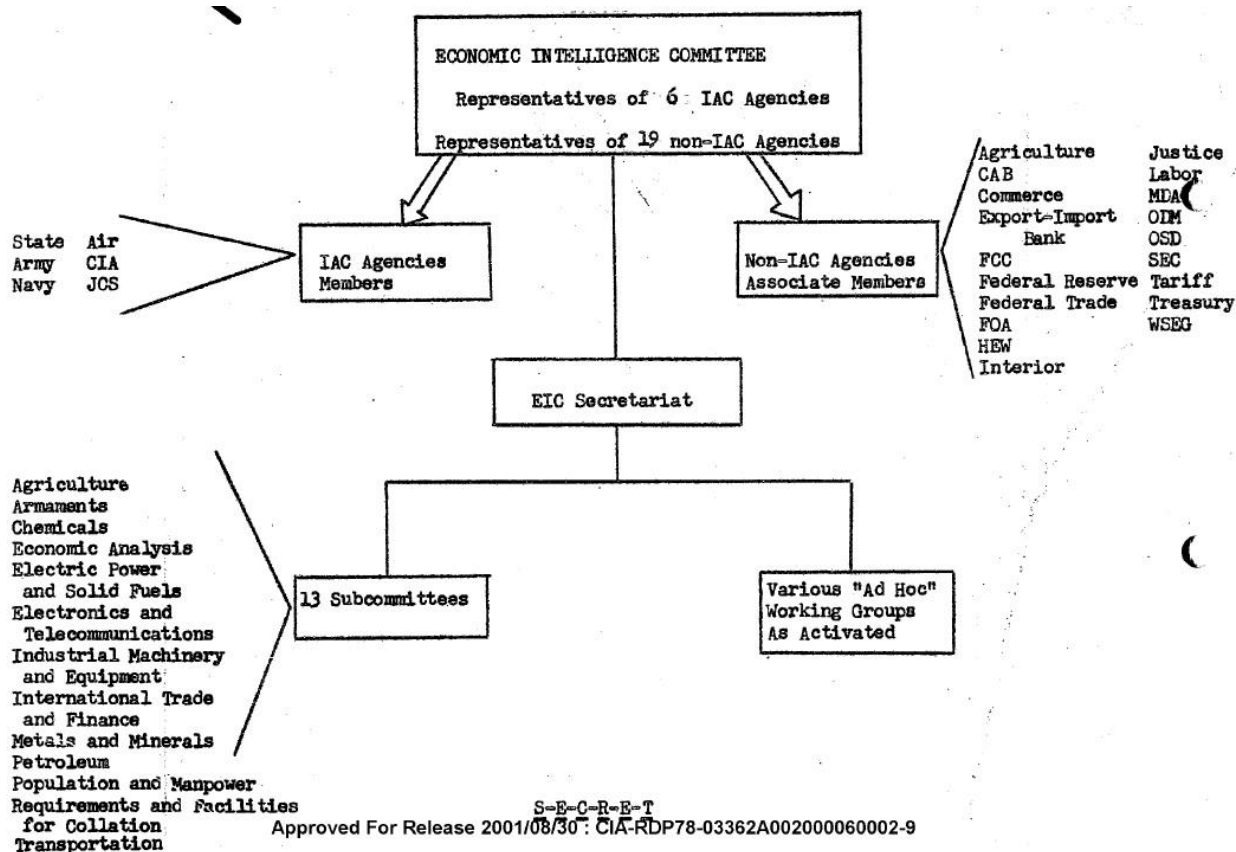 ECONOMIC INTELLIGENCE COMMITTEE
Representatives of 6 IAC Agencies
Representatives of 19 non-IAC Agencies
State Air
Army CIA
Navy JCS
IAC Agencies
Members
Non-IAC Agencies
Associate Members
Agriculture
CAB
Commerce
Export-Import
Bank
FCC
Federal Reserve
Federal Trade
FOA
HEW
Interior
Justice
Labor
MDA
ODM
OSD
SEC
Tariff
Treasury
WSEG
EIC Secretariat
Agriculture
Armaments
Chemicals
Economic Analysis
Electric Power
and Solid Fuels
Electronics and
Telecommunications
Industrial Machinery
and Equipment
International Trade
and Finance
Metals and Minerals
Petroleum
Population and Manpower
Requirements and Facilities
for Collation
Transportation
13 Subcommittees
Various "Ad Hoc"
Working Groups
As Activated
S-E-C-R-E-T
Approved For Release 2001/08/30 : CIA-RDP78-03362A002000060002-9